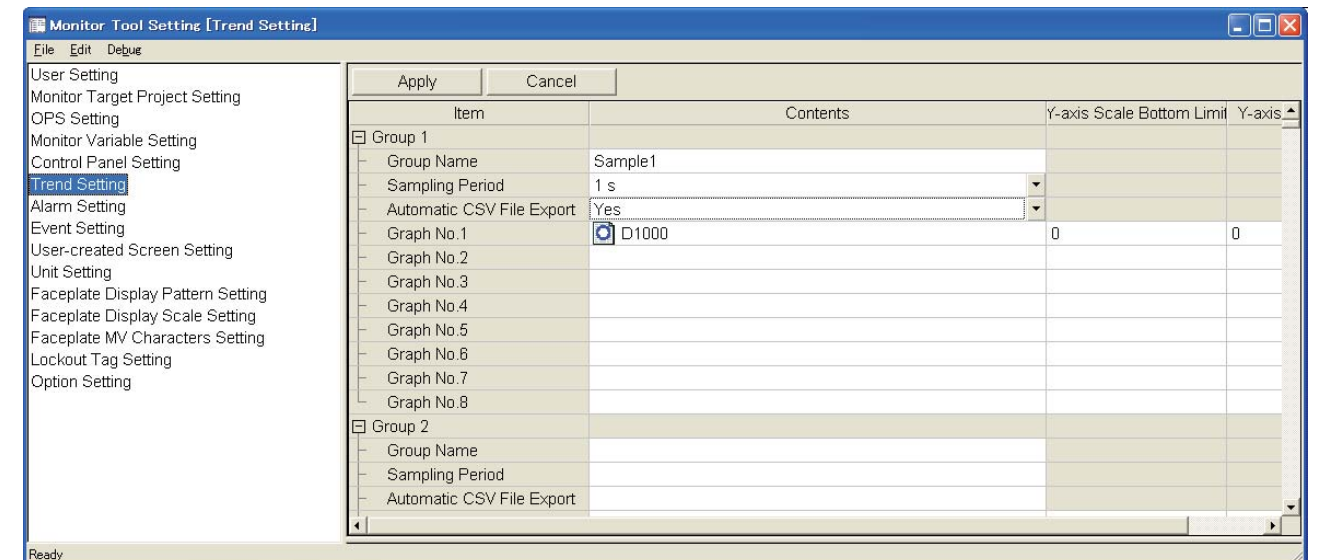 Monitor Tool Setting [Trend Setting]
File Edit Debug
User Setting
Monitor Target Project Setting
OPS Setting
Monitor Variable Setting
Control Panel Setting
Trend Setting
Alarm Setting
Event Setting
User-created Screen Setting
Unit Setting
Faceplate Display Pattern Setting
Faceplate Display Scale Setting
Faceplate MV Characters Setting
Lockout Tag Setting
Option Setting
Apply Cancel
Item Contents Y-axis Scale Bottom Limit Y-axis
Group 1
Group Name Sample1
Sampling Period 1 s
Automatic CSV File Export Yes
Graph No.1 D1000 0 0
Graph No.2
Graph No.3
Graph No.4
Graph No.5
Graph No.6
Graph No.7
Graph No.8
Group 2
Group Name
Sampling Period
Automatic CSV File Export
Ready